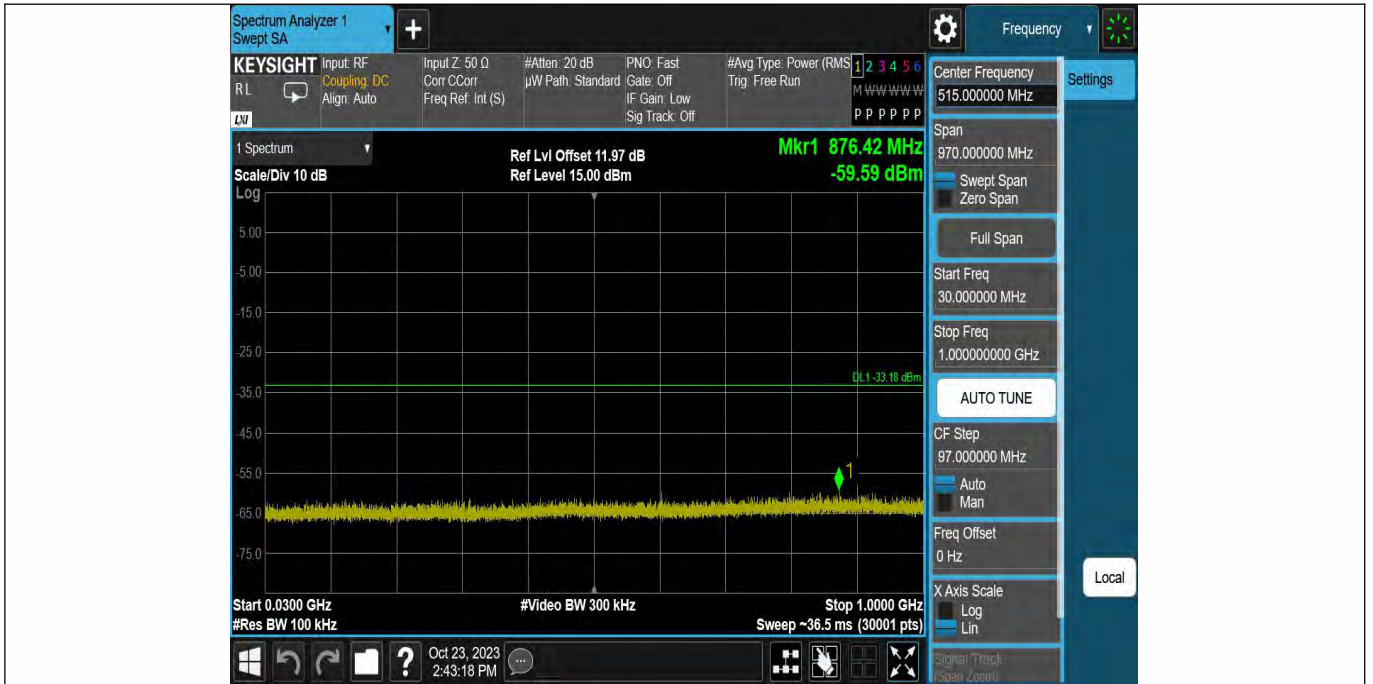 Spectrum Analyzer 1
Swept SA
+
Frequency
KEYSIGHT
RL
LXI
Input: RF
Coupling: DC
Align: Auto
Input Z: 50 Ω
Corr CCorr
Freq Ref: Int (S)
#Atten: 20 dB
µW Path: Standard
PNO: Fast
Gate: Off
IF Gain: Low
Sig Track: Off
#Avg Type: Power (RMS
Trig: Free Run
1 2 3 4 5 6
M W W W W W
P P P P P P
1 Spectrum
Scale/Div 10 dB
Log
Ref Lvl Offset 11.97 dB
Ref Level 15.00 dBm
Mkr1 876.42 MHz
-59.59 dBm
5.00
-5.00
-15.0
-25.0
DL1 -33.18 dBm
-35.0
-45.0
-55.0
1
-65.0
-75.0
Start 0.0300 GHz
#Res BW 100 kHz
#Video BW 300 kHz
Stop 1.0000 GHz
Sweep ~36.5 ms (30001 pts)
?
Oct 23, 2023
2:43:18 PM
Center Frequency
515.000000 MHz
Settings
Span
970.000000 MHz
Swept Span
Zero Span
Full Span
Start Freq
30.000000 MHz
Stop Freq
1.000000000 GHz
AUTO TUNE
CF Step
97.000000 MHz
Auto
Man
Freq Offset
0 Hz
X Axis Scale
Log
Lin
Signal Track
(Span Zoom)
Local